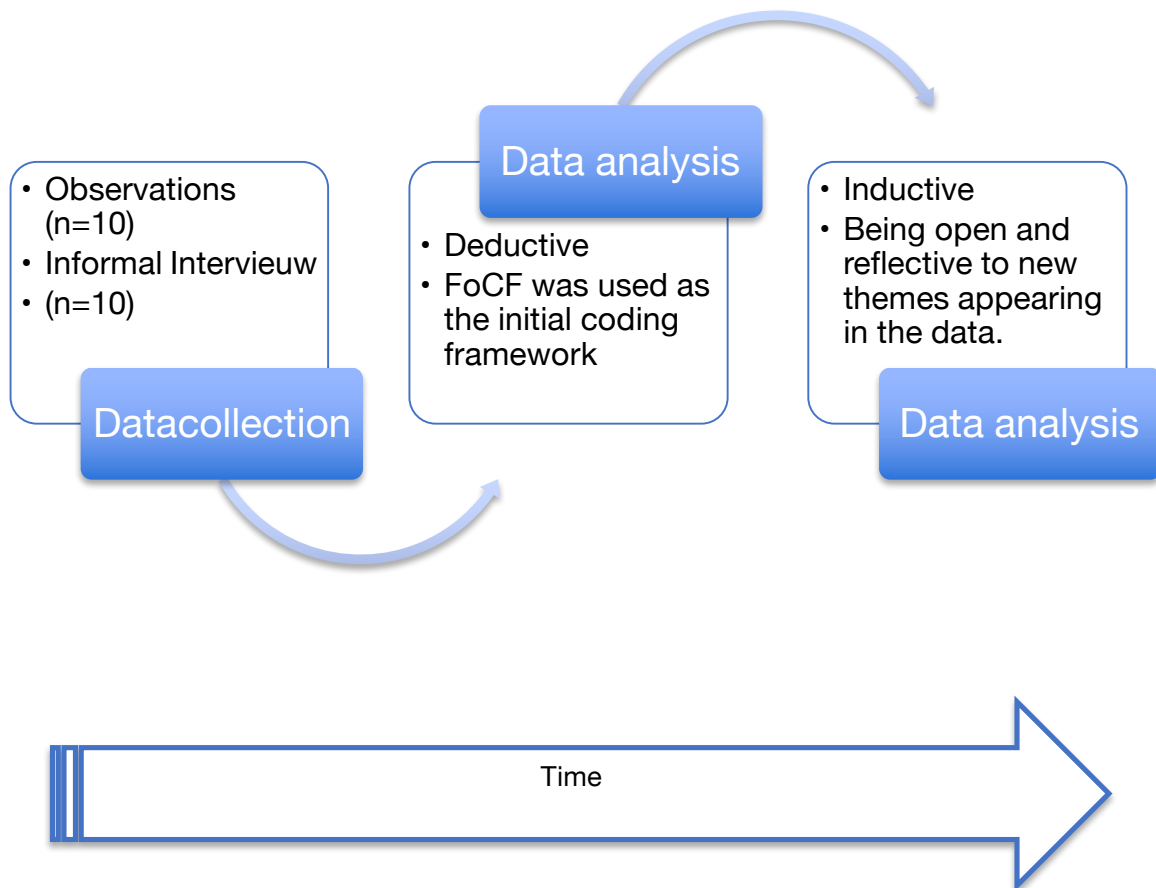 • Observations
(n=10)
• Informal Intervieuw
• (n=10)
Datacollection
Data analysis
• Deductive
• FoCF was used as
the initial coding
framework
• Inductive
• Being open and
reflective to new
themes appearing
in the data.
Data analysis
Time